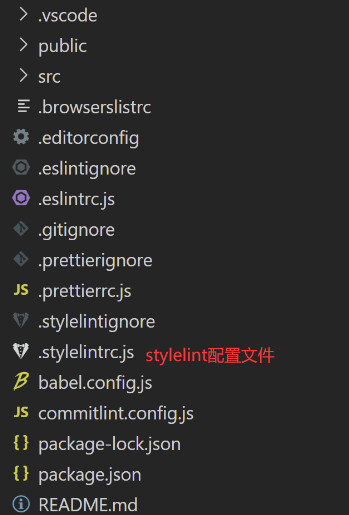 .vscode
public
src
.browserslistrc
.editorconfig
.eslintignore
.eslintrc.js
.gitignore
.prettierignore
JS .prettierrc.js
.stylelintignore
.stylelintrc.js stylelint配置文件
babel.config.js
JS commitlint.config.js
{ } package-lock.json
{ } package.json
README.md